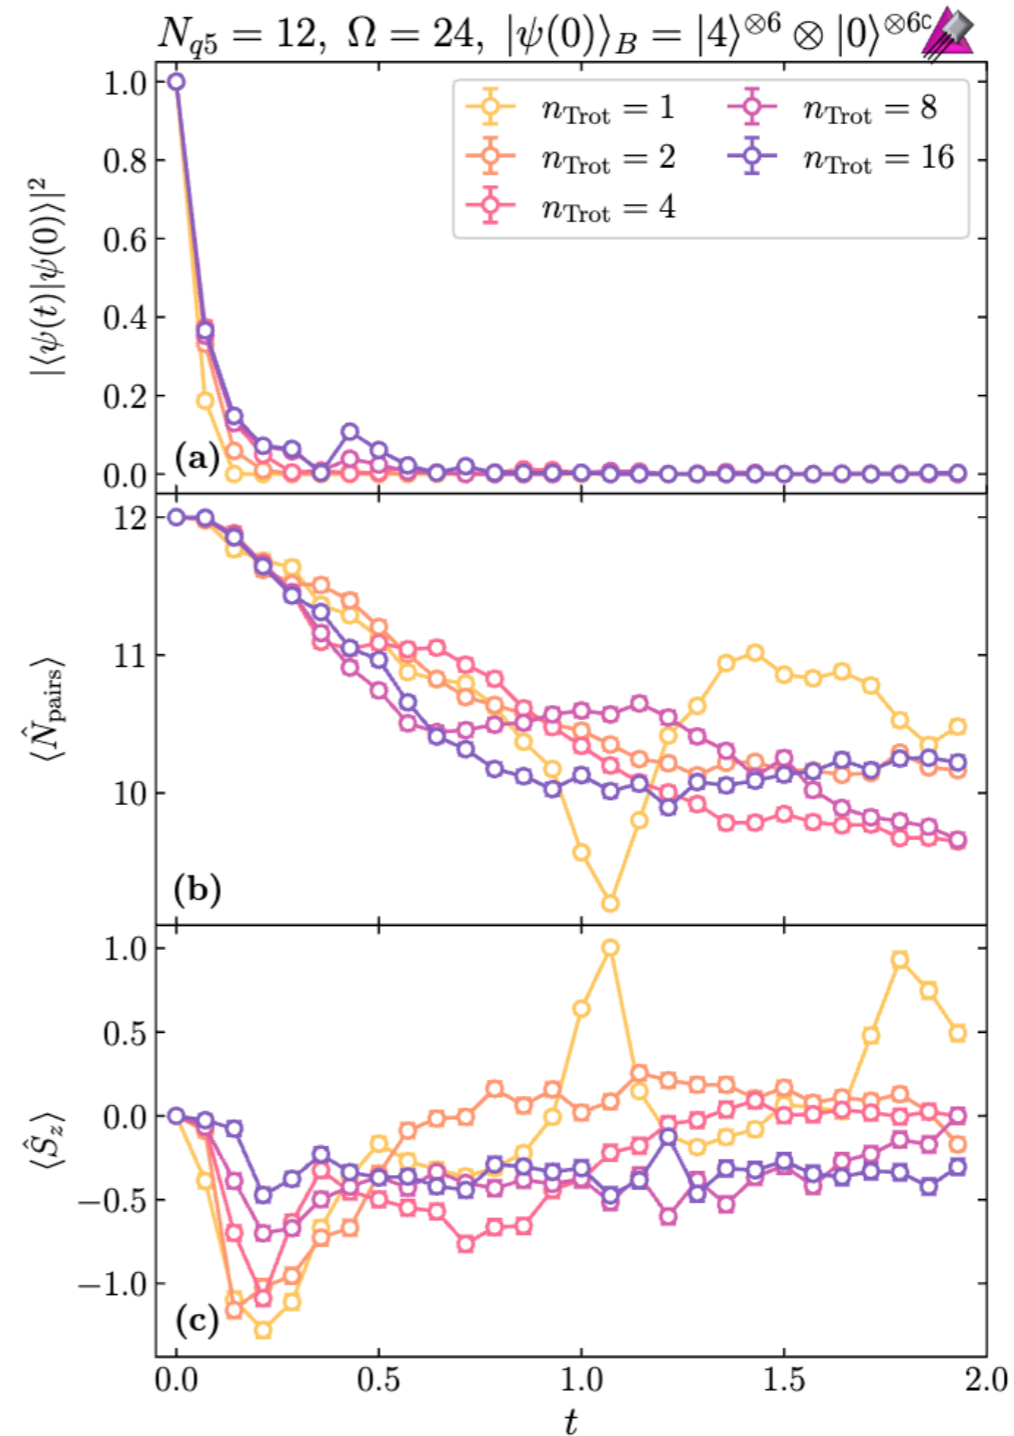 N_{q5} = 12, Ω = 24, |ψ(0)⟩_B = |4⟩^{⊗6} ⊗ |0⟩^{⊗6}c
1.0
n_Trot = 1 n_Trot = 8
n_Trot = 2 n_Trot = 16
n_Trot = 4
0.8
0.6
0.4
0.2
0.0
|⟨ψ(t)|ψ(0)⟩|²
(a)
12
11
10
⟨N̂_pairs⟩
(b)
1.0
0.5
0.0
−0.5
−1.0
⟨Ŝ_z⟩
(c)
0.0 0.5 1.0 1.5 2.0
t